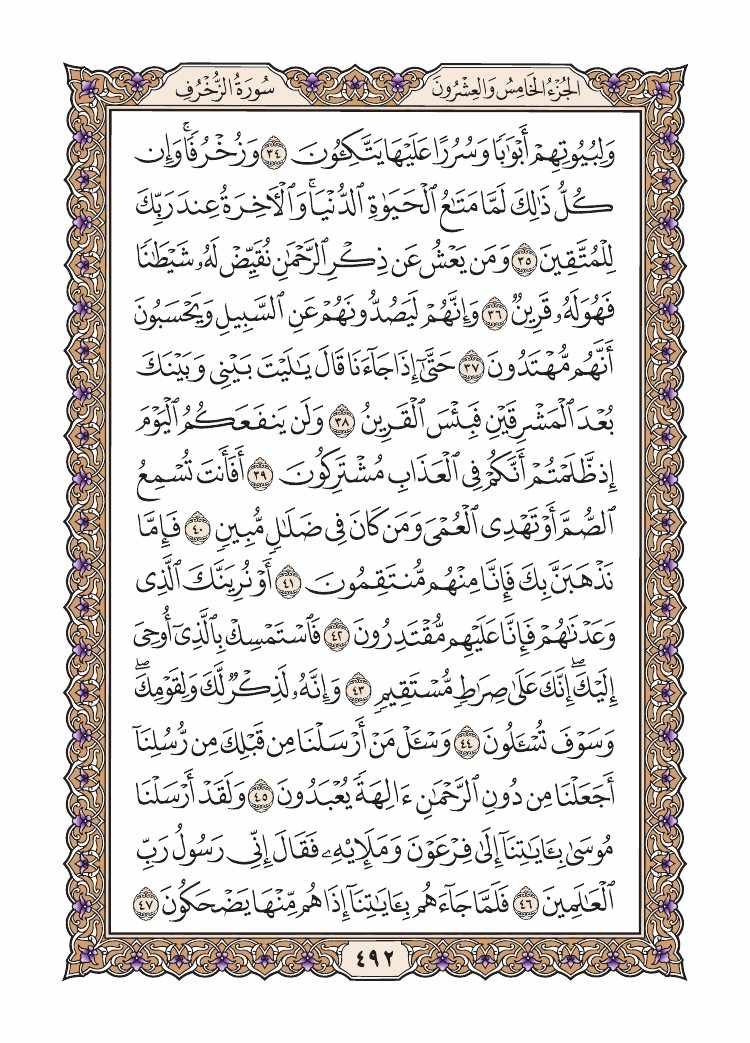 الجُزْءُ الخَامِسُ وَالعِشْرُونَ
سُورَةُ الزُّخْرُفِ
وَلِبُيُوتِهِمْ أَبْوَٰبًا وَسُرُرًا عَلَيْهَا يَتَّكِـُٔونَ ٣٤ وَزُخْرُفًاۚ وَإِن
كُلُّ ذَٰلِكَ لَمَّا مَتَـٰعُ ٱلْحَيَوٰةِ ٱلدُّنْيَاۚ وَٱلْـَٔاخِرَةُ عِندَ رَبِّكَ
لِلْمُتَّقِينَ ٣٥ وَمَن يَعْشُ عَن ذِكْرِ ٱلرَّحْمَـٰنِ نُقَيِّضْ لَهُۥ شَيْطَـٰنًا
فَهُوَ لَهُۥ قَرِينٌ ٣٦ وَإِنَّهُمْ لَيَصُدُّونَهُمْ عَنِ ٱلسَّبِيلِ وَيَحْسَبُونَ
أَنَّهُم مُّهْتَدُونَ ٣٧ حَتَّىٰٓ إِذَا جَآءَنَا قَالَ يَـٰلَيْتَ بَيْنِى وَبَيْنَكَ
بُعْدَ ٱلْمَشْرِقَيْنِ فَبِئْسَ ٱلْقَرِينُ ٣٨ وَلَن يَنفَعَكُمُ ٱلْيَوْمَ
إِذ ظَّلَمْتُمْ أَنَّكُمْ فِى ٱلْعَذَابِ مُشْتَرِكُونَ ٣٩ أَفَأَنتَ تُسْمِعُ
ٱلصُّمَّ أَوْ تَهْدِى ٱلْعُمْىَ وَمَن كَانَ فِى ضَلَـٰلٍ مُّبِينٍ ٤٠ فَإِمَّا
نَذْهَبَنَّ بِكَ فَإِنَّا مِنْهُم مُّنتَقِمُونَ ٤١ أَوْ نُرِيَنَّكَ ٱلَّذِى
وَعَدْنَـٰهُمْ فَإِنَّا عَلَيْهِم مُّقْتَدِرُونَ ٤٢ فَٱسْتَمْسِكْ بِٱلَّذِىٓ أُوحِىَ
إِلَيْكَۖ إِنَّكَ عَلَىٰ صِرَٰطٍ مُّسْتَقِيمٍ ٤٣ وَإِنَّهُۥ لَذِكْرٌ لَّكَ وَلِقَوْمِكَۖ
وَسَوْفَ تُسْـَٔلُونَ ٤٤ وَسْـَٔلْ مَنْ أَرْسَلْنَا مِن قَبْلِكَ مِن رُّسُلِنَآ
أَجَعَلْنَا مِن دُونِ ٱلرَّحْمَـٰنِ ءَالِهَةً يُعْبَدُونَ ٤٥ وَلَقَدْ أَرْسَلْنَا
مُوسَىٰ بِـَٔايَـٰتِنَآ إِلَىٰ فِرْعَوْنَ وَمَلَإِيْهِۦ فَقَالَ إِنِّى رَسُولُ رَبِّ
ٱلْعَـٰلَمِينَ ٤٦ فَلَمَّا جَآءَهُم بِـَٔايَـٰتِنَآ إِذَا هُم مِّنْهَا يَضْحَكُونَ ٤٧
٤٩٢